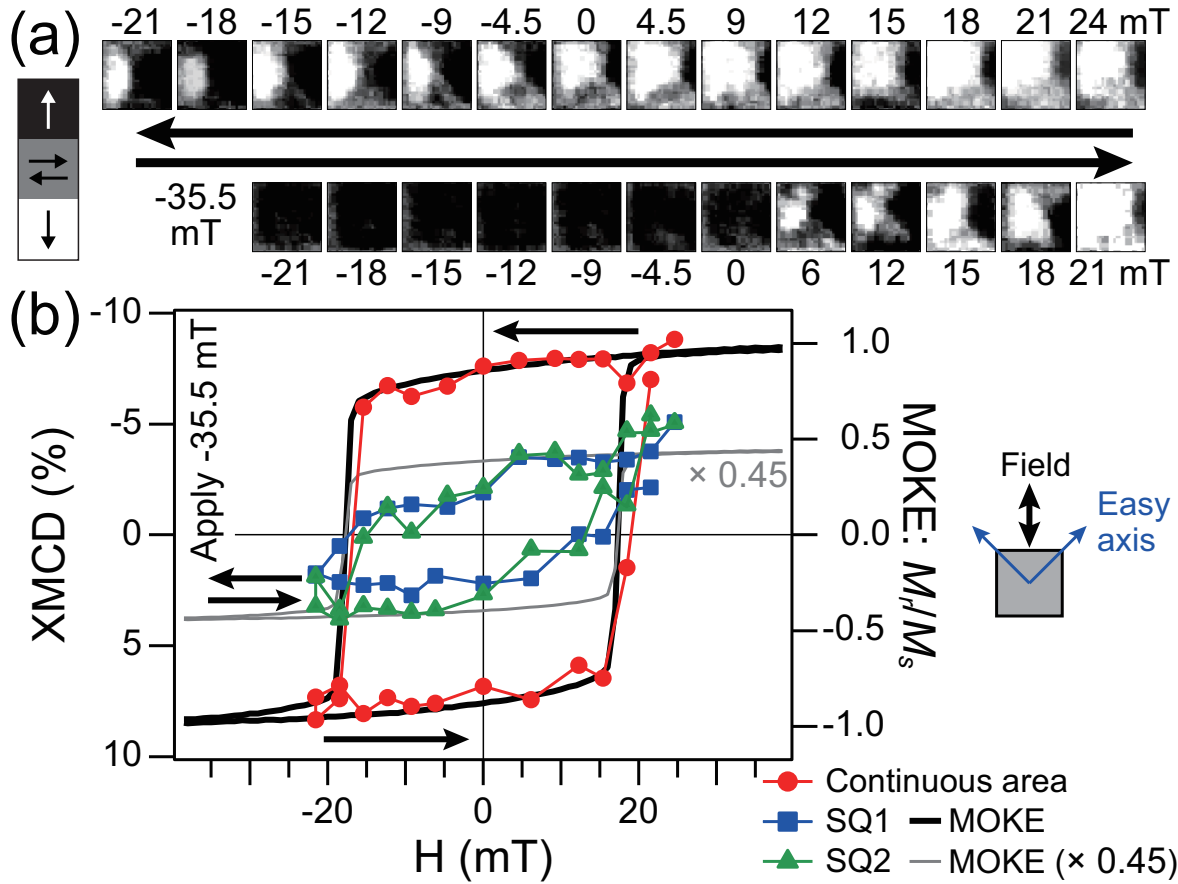 (a)
-21 -18 -15 -12 -9 -4.5 0 4.5 9 12 15 18 21 24 mT
-35.5
mT
-21 -18 -15 -12 -9 -4.5 0 6 12 15 18 21 mT
(b)
-10
-5
0
5
10
XMCD (%)
Apply -35.5 mT
× 0.45
1.0
0.5
0.0
-0.5
-1.0
MOKE: Mr/Ms
-20 0 20
H (mT)
Field
Easy
axis
Continuous area
SQ1
MOKE
SQ2
MOKE (× 0.45)